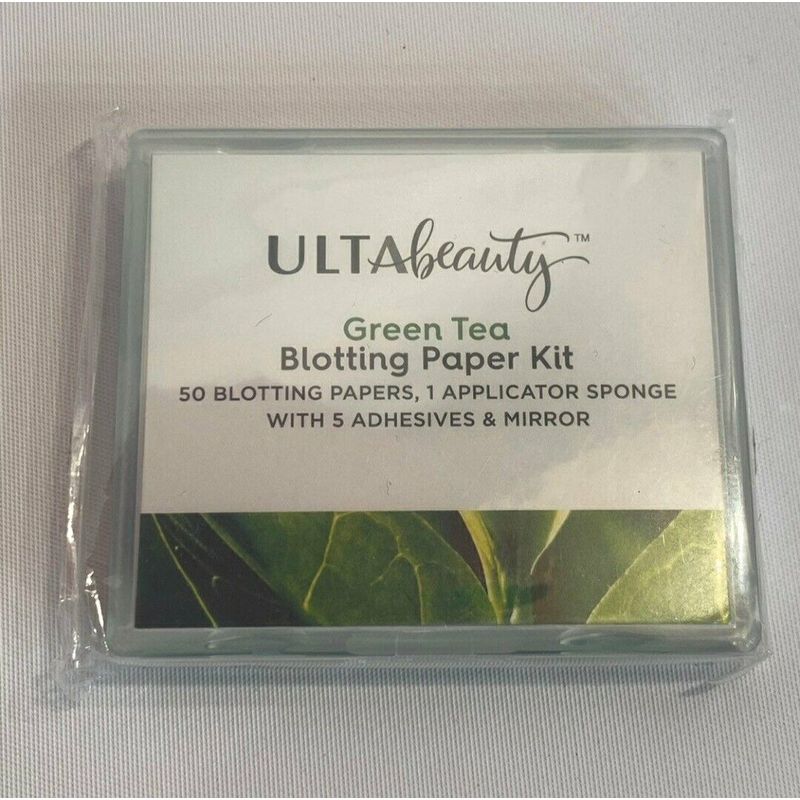 ULTAbeauty™
Green Tea
Blotting Paper Kit
50 BLOTTING PAPERS, 1 APPLICATOR SPONGE
WITH 5 ADHESIVES & MIRROR